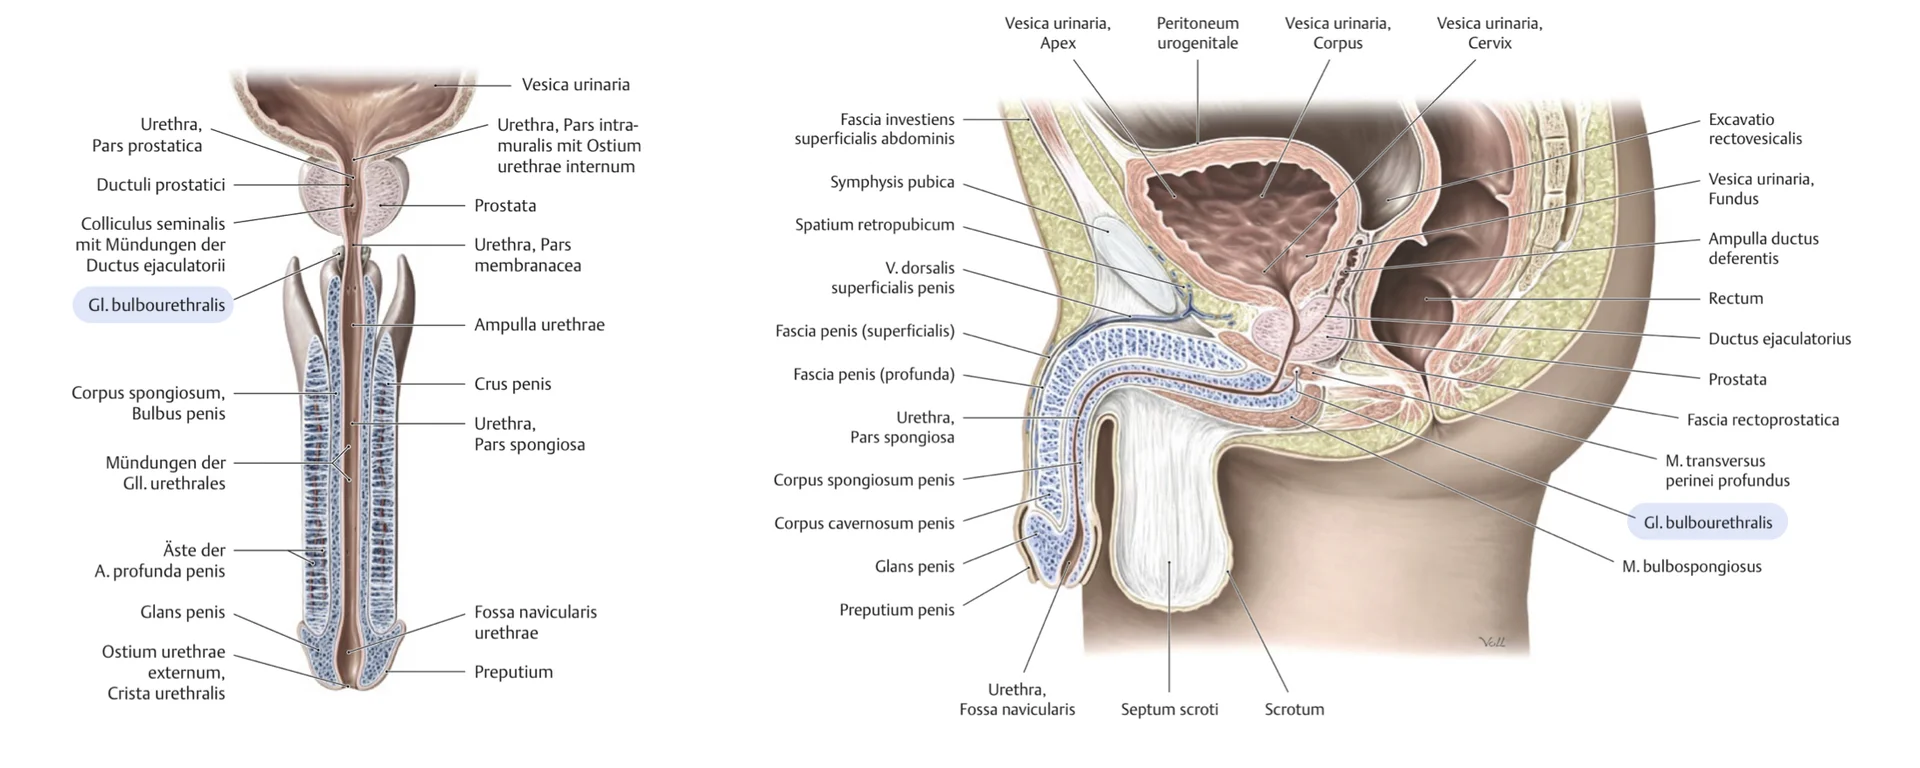 Vesica urinaria
Urethra,
Pars prostatica
Urethra, Pars intra-
muralis mit Ostium
urethrae internum
Ductuli prostatici
Prostata
Colliculus seminalis
mit Mündungen der
Ductus ejaculatorii
Urethra, Pars
membranacea
Gl. bulbourethralis
Ampulla urethrae
Corpus spongiosum,
Bulbus penis
Crus penis
Urethra,
Pars spongiosa
Mündungen der
Gll. urethrales
Äste der
A. profunda penis
Glans penis
Fossa navicularis
urethrae
Ostium urethrae
externum,
Crista urethralis
Preputium
Vesica urinaria,
Apex
Peritoneum
urogenitale
Vesica urinaria,
Corpus
Vesica urinaria,
Cervix
Fascia investiens
superficialis abdominis
Symphysis pubica
Spatium retropubicum
V. dorsalis
superficialis penis
Fascia penis (superficialis)
Fascia penis (profunda)
Urethra,
Pars spongiosa
Corpus spongiosum penis
Corpus cavernosum penis
Glans penis
Preputium penis
Excavatio
rectovesicalis
Vesica urinaria,
Fundus
Ampulla ductus
deferentis
Rectum
Ductus ejaculatorius
Prostata
Fascia rectoprostatica
M. transversus
perinei profundus
Gl. bulbourethralis
M. bulbospongiosus
Urethra,
Fossa navicularis
Septum scroti
Scrotum